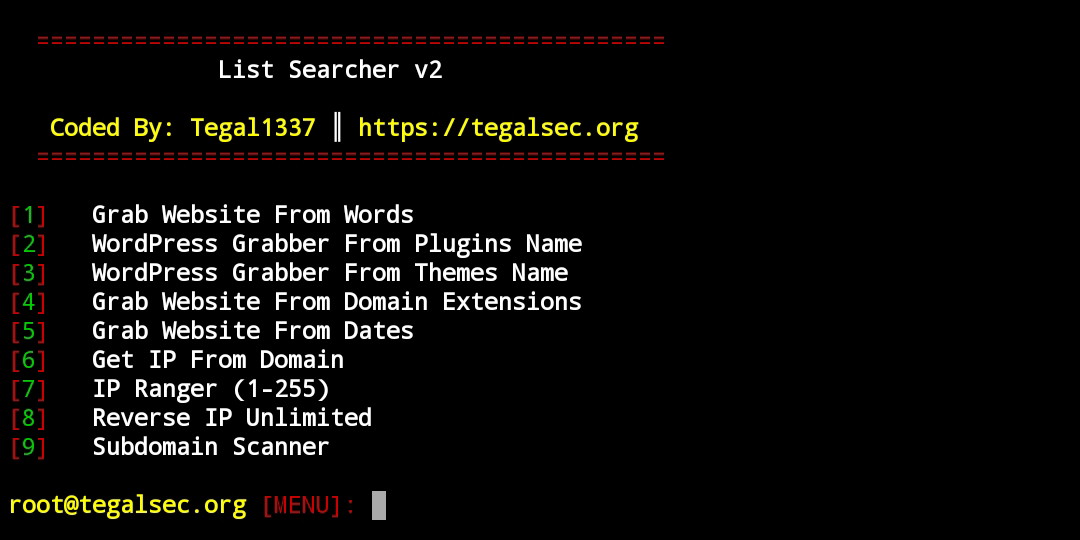 =============================================
List Searcher v2
Coded By: Tegal1337 ║ https://tegalsec.org
=============================================
[1] Grab Website From Words
[2] WordPress Grabber From Plugins Name
[3] WordPress Grabber From Themes Name
[4] Grab Website From Domain Extensions
[5] Grab Website From Dates
[6] Get IP From Domain
[7] IP Ranger (1-255)
[8] Reverse IP Unlimited
[9] Subdomain Scanner
root@tegalsec.org [MENU]: